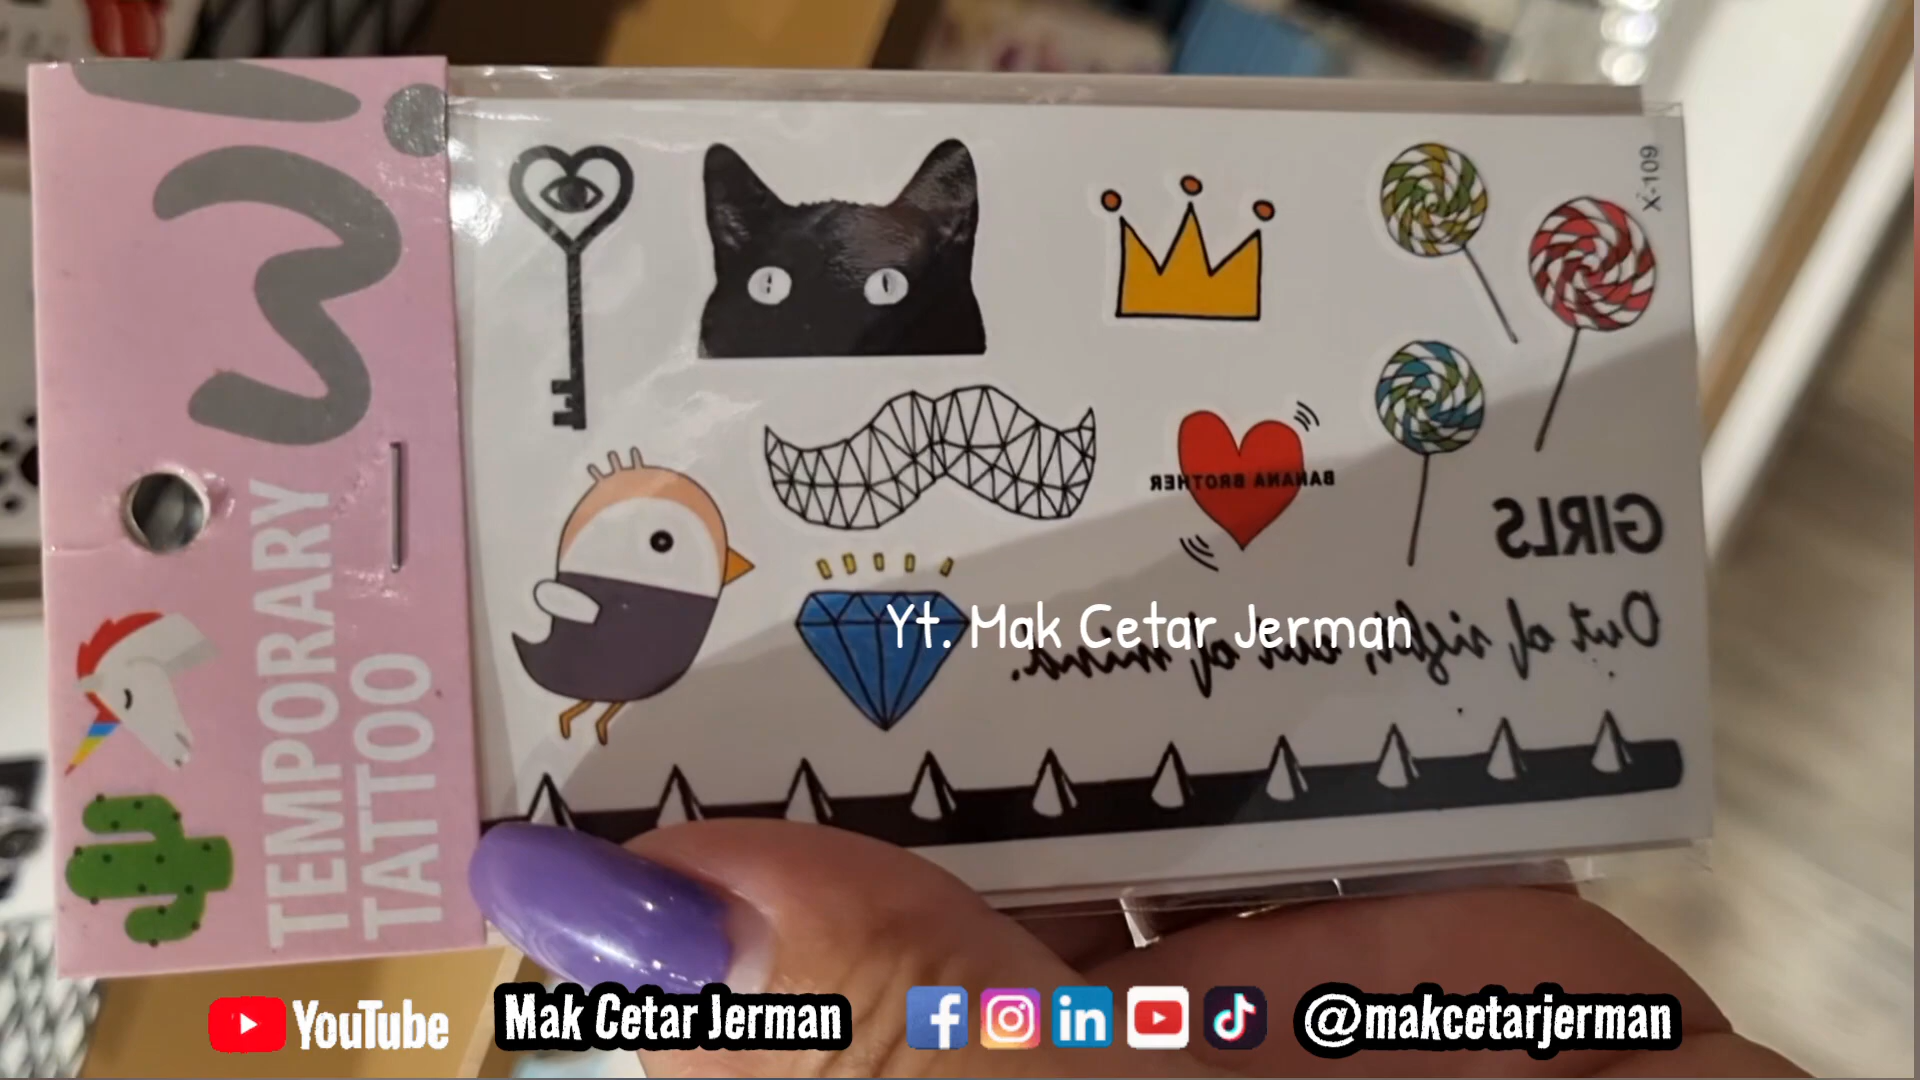 TEMPORARY
TATTOO
X-109
BANANA BROTHER
GIRLS
Out of sight, out of mind.
Yt. Mak Cetar Jerman
YouTube
Mak Cetar Jerman
@makcetarjerman